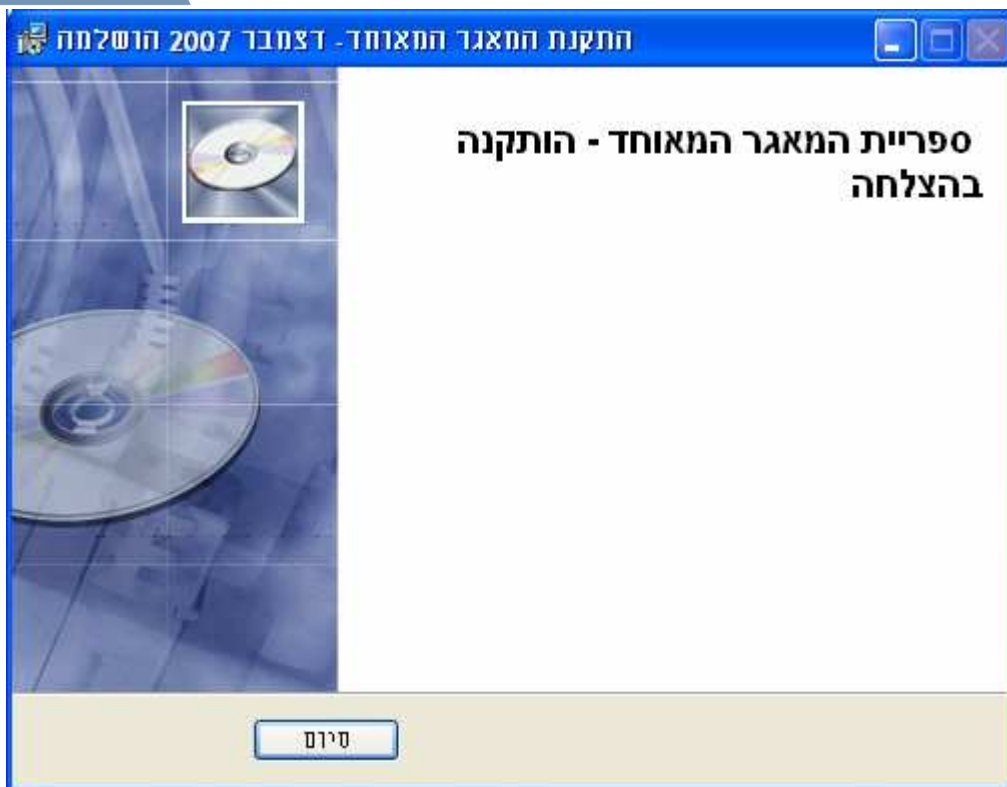 התקנת המאגר המאוחד- דצמבר 2007 הושלמה
ספריית המאגר המאוחד - הותקנה
בהצלחה
סיום